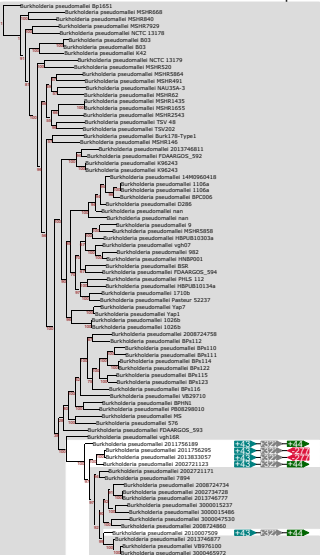 Burkholderia pseudomallei Bp1651
Burkholderia pseudomallei MSHR668
Burkholderia pseudomallei MSHR840
Burkholderia pseudomallei MSHR7929
Burkholderia pseudomallei NCTC 13178
Burkholderia pseudomallei B03
Burkholderia pseudomallei B03
Burkholderia pseudomallei K42
Burkholderia pseudomallei NCTC 13179
Burkholderia pseudomallei MSHR520
Burkholderia pseudomallei MSHR5864
Burkholderia pseudomallei MSHR491
Burkholderia pseudomallei NAU35A-3
Burkholderia pseudomallei MSHR62
Burkholderia pseudomallei MSHR1435
Burkholderia pseudomallei MSHR1655
Burkholderia pseudomallei MSHR2543
Burkholderia pseudomallei TSV 48
Burkholderia pseudomallei TSV202
Burkholderia pseudomallei Burk178-Type1
Burkholderia pseudomallei MSHR146
Burkholderia pseudomallei 2013746811
Burkholderia pseudomallei FDAARGOS_592
Burkholderia pseudomallei K96243
Burkholderia pseudomallei K96243
Burkholderia pseudomallei 14M0960418
Burkholderia pseudomallei 1106a
Burkholderia pseudomallei 1106a
Burkholderia pseudomallei BPC006
Burkholderia pseudomallei D286
Burkholderia pseudomallei nan
Burkholderia pseudomallei nan
Burkholderia pseudomallei 9
Burkholderia pseudomallei MSHR5858
Burkholderia pseudomallei HBPUB10303a
Burkholderia pseudomallei vgh07
Burkholderia pseudomallei 982
Burkholderia pseudomallei HNBP001
Burkholderia pseudomallei BSR
Burkholderia pseudomallei FDAARGOS_594
Burkholderia pseudomallei PHLS 112
Burkholderia pseudomallei HBPUB10134a
Burkholderia pseudomallei 1710b
Burkholderia pseudomallei Pasteur 52237
Burkholderia pseudomallei Yap7
Burkholderia pseudomallei Yap1
Burkholderia pseudomallei 1026b
Burkholderia pseudomallei 1026b
Burkholderia pseudomallei 2008724758
Burkholderia pseudomallei BPs112
Burkholderia pseudomallei BPs110
Burkholderia pseudomallei BPs111
Burkholderia pseudomallei BPs114
Burkholderia pseudomallei BPs122
Burkholderia pseudomallei BPs115
Burkholderia pseudomallei BPs123
Burkholderia pseudomallei BPs116
Burkholderia pseudomallei VB29710
Burkholderia pseudomallei BPHN1
Burkholderia pseudomallei PB08298010
Burkholderia pseudomallei MS
Burkholderia pseudomallei 576
Burkholderia pseudomallei FDAARGOS_593
Burkholderia pseudomallei vgh16R
Burkholderia pseudomallei 2011756189 +43 +44
Burkholderia pseudomallei 2011756295 +43
Burkholderia pseudomallei 2013833057 +43
Burkholderia pseudomallei 2002721123 +43 +44
Burkholderia pseudomallei 2002721171
Burkholderia pseudomallei 7894
Burkholderia pseudomallei 2008724734
Burkholderia pseudomallei 2002734728
Burkholderia pseudomallei 2013746777
Burkholderia pseudomallei 3000015237
Burkholderia pseudomallei 3000015486
Burkholderia pseudomallei 3000047530
Burkholderia pseudomallei 2008724860
Burkholderia pseudomallei 2010007509 +43 +44
Burkholderia pseudomallei 2013746877
Burkholderia pseudomallei VB976100
Burkholderia pseudomallei 3000465972